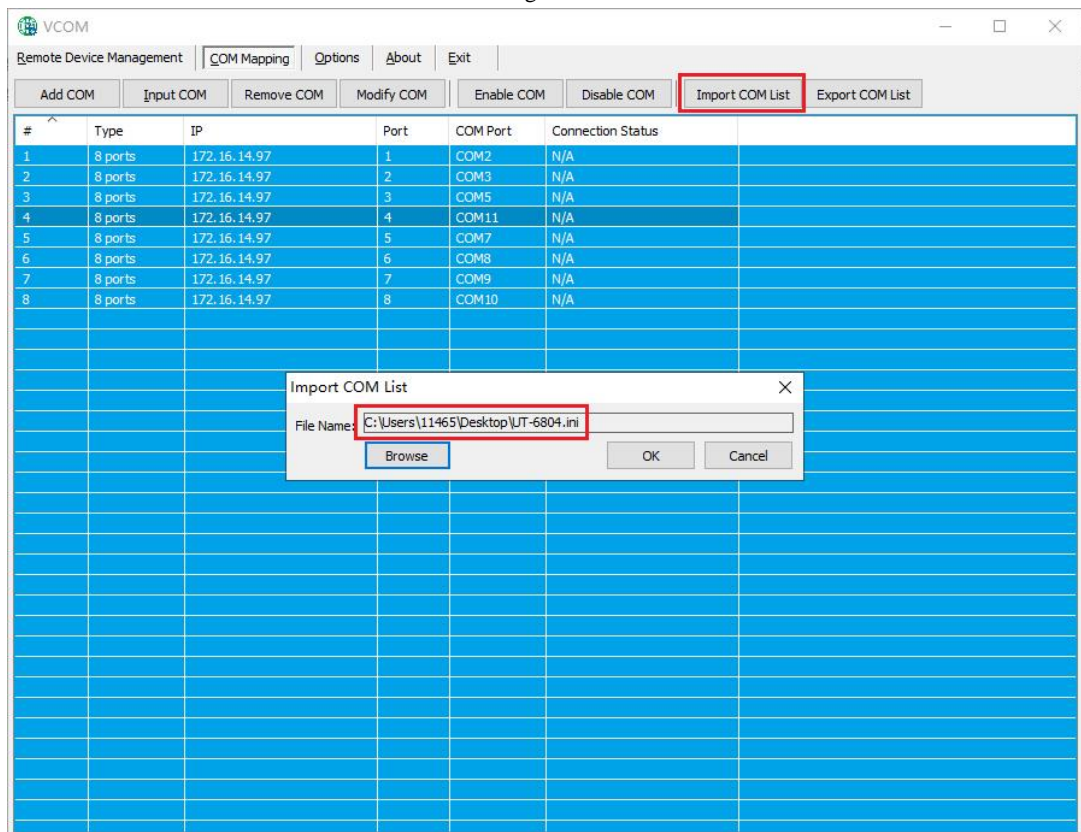 g
VCOM
Remote Device Management COM Mapping Options About Exit
Add COM Input COM Remove COM Modify COM Enable COM Disable COM Import COM List Export COM List
# Type IP Port COM Port Connection Status
1 8 ports 172.16.14.97 1 COM2 N/A
2 8 ports 172.16.14.97 2 COM3 N/A
3 8 ports 172.16.14.97 3 COM5 N/A
4 8 ports 172.16.14.97 4 COM11 N/A
5 8 ports 172.16.14.97 5 COM7 N/A
6 8 ports 172.16.14.97 6 COM8 N/A
7 8 ports 172.16.14.97 7 COM9 N/A
8 8 ports 172.16.14.97 8 COM10 N/A
Import COM List
File Name: C:\Users\11465\Desktop\UT-6804.ini
Browse OK Cancel